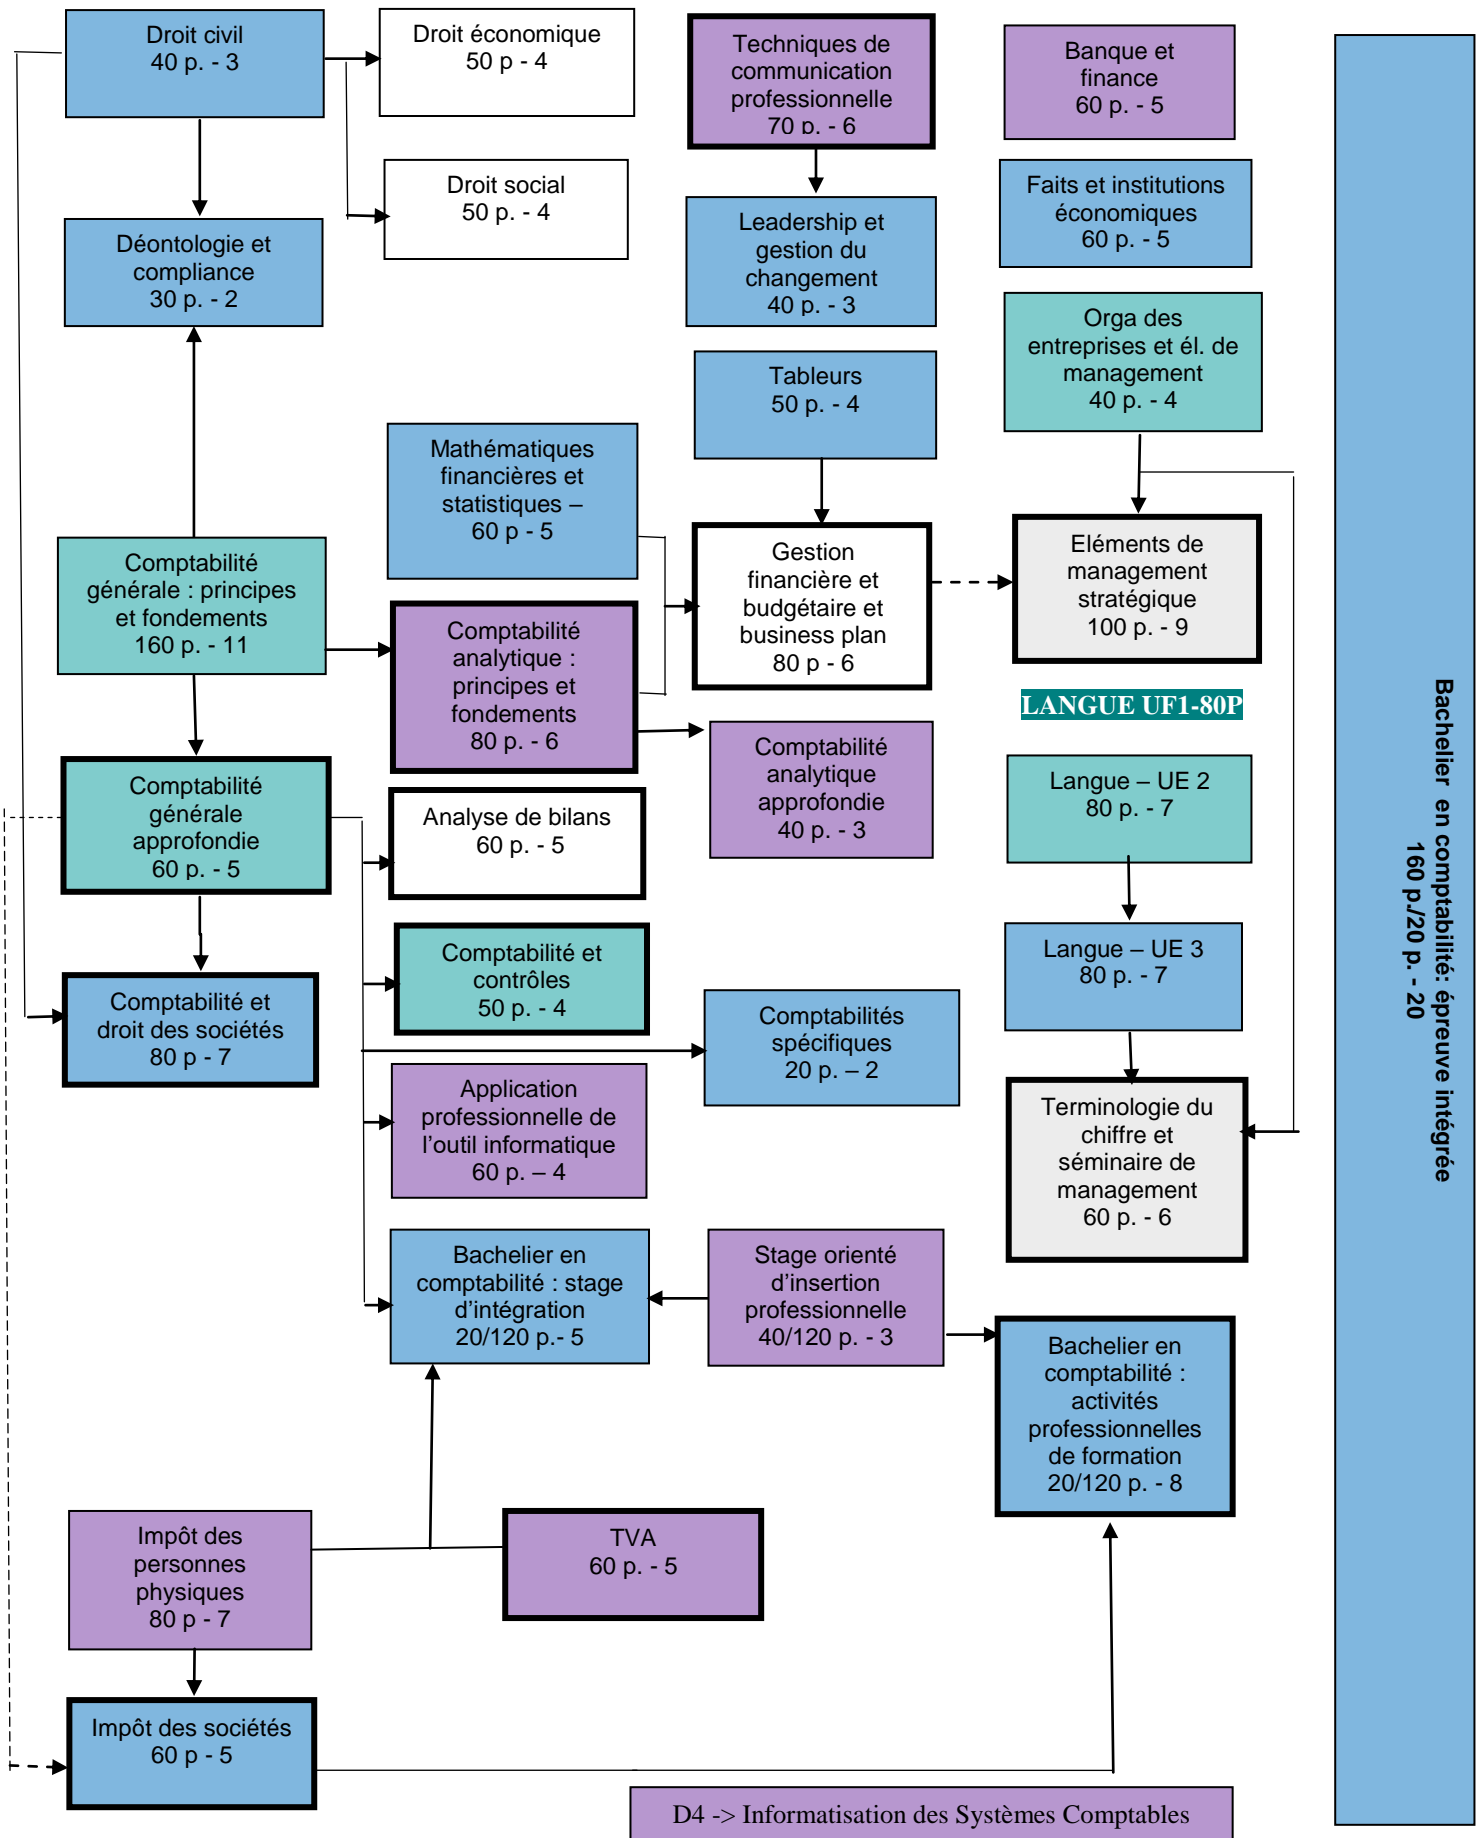 Droit civil
40 p. - 3
Droit économique
50 p - 4
Techniques de
communication
professionnelle
70 p. - 6
Banque et
finance
60 p. - 5
Droit social
50 p. - 4
Faits et institutions
économiques
60 p. - 5
Déontologie et
compliance
30 p. - 2
Leadership et
gestion du
changement
40 p. - 3
Orga des
entreprises et él. de
management
40 p. - 4
Tableurs
50 p. - 4
Mathématiques
financières et
statistiques –
60 p - 5
Comptabilité
générale : principes
et fondements
160 p. - 11
Gestion
financière et
budgétaire et
business plan
80 p - 6
Eléments de
management
stratégique
100 p. - 9
Comptabilité
analytique :
principes et
fondements
80 p. - 6
LANGUE UF1-80P
Comptabilité
analytique
approfondie
40 p. - 3
Langue – UE 2
80 p. - 7
Comptabilité
générale
approfondie
60 p. - 5
Analyse de bilans
60 p. - 5
Langue – UE 3
80 p. - 7
Comptabilité et
contrôles
50 p. - 4
Comptabilité et
droit des sociétés
80 p - 7
Comptabilités
spécifiques
20 p. – 2
Application
professionnelle de
l’outil informatique
60 p. – 4
Terminologie du
chiffre et
séminaire de
management
60 p. - 6
Bachelier en
comptabilité : stage
d’intégration
20/120 p.- 5
Stage orienté
d’insertion
professionnelle
40/120 p. - 3
Bachelier en
comptabilité :
activités
professionnelles
de formation
20/120 p. - 8
Impôt des
personnes
physiques
80 p - 7
TVA
60 p. - 5
Impôt des sociétés
60 p - 5
D4 -> Informatisation des Systèmes Comptables
Bachelier en comptabilité: épreuve intégrée
160 p./20 p. - 20